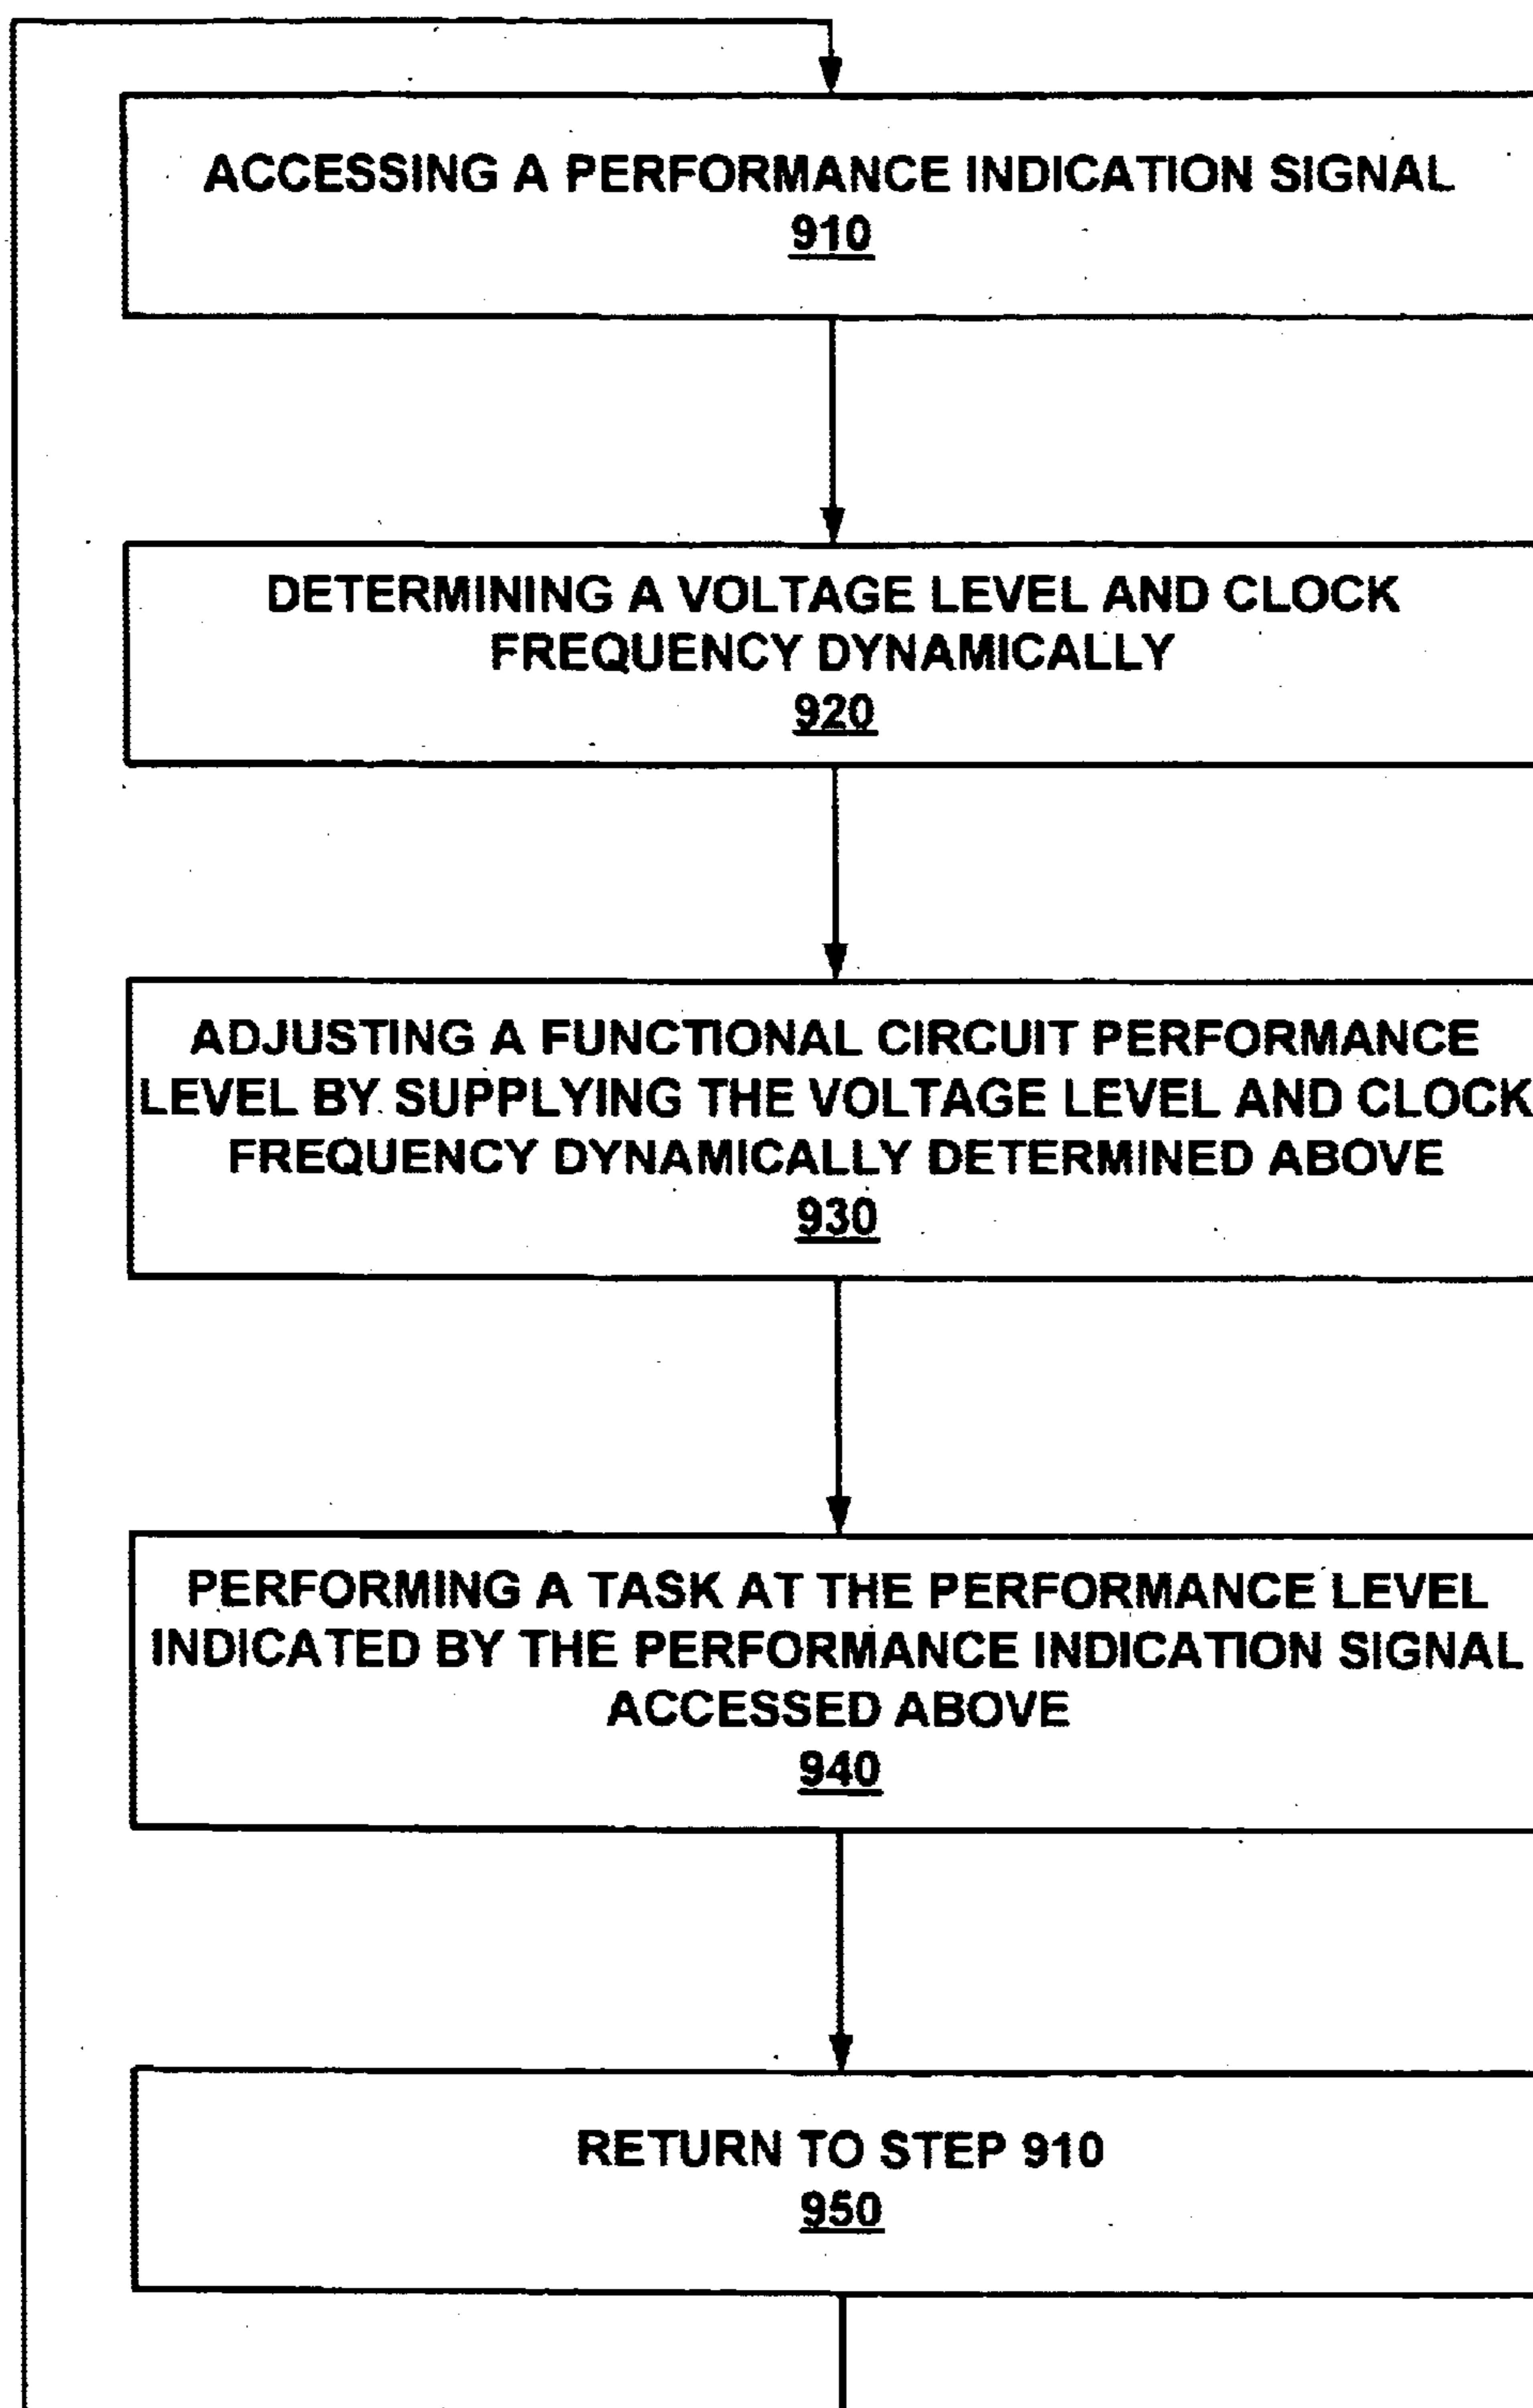 ACCESSING A PERFORMANCE INDICATION SIGNAL
910
DETERMINING A VOLTAGE LEVEL AND CLOCK
FREQUENCY DYNAMICALLY
920
ADJUSTING A FUNCTIONAL CIRCUIT PERFORMANCE
LEVEL BY SUPPLYING THE VOLTAGE LEVEL AND CLOCK
FREQUENCY DYNAMICALLY DETERMINED ABOVE
930
PERFORMING A TASK AT THE PERFORMANCE LEVEL
INDICATED BY THE PERFORMANCE INDICATION SIGNAL
ACCESSED ABOVE
940
RETURN TO STEP 910
950